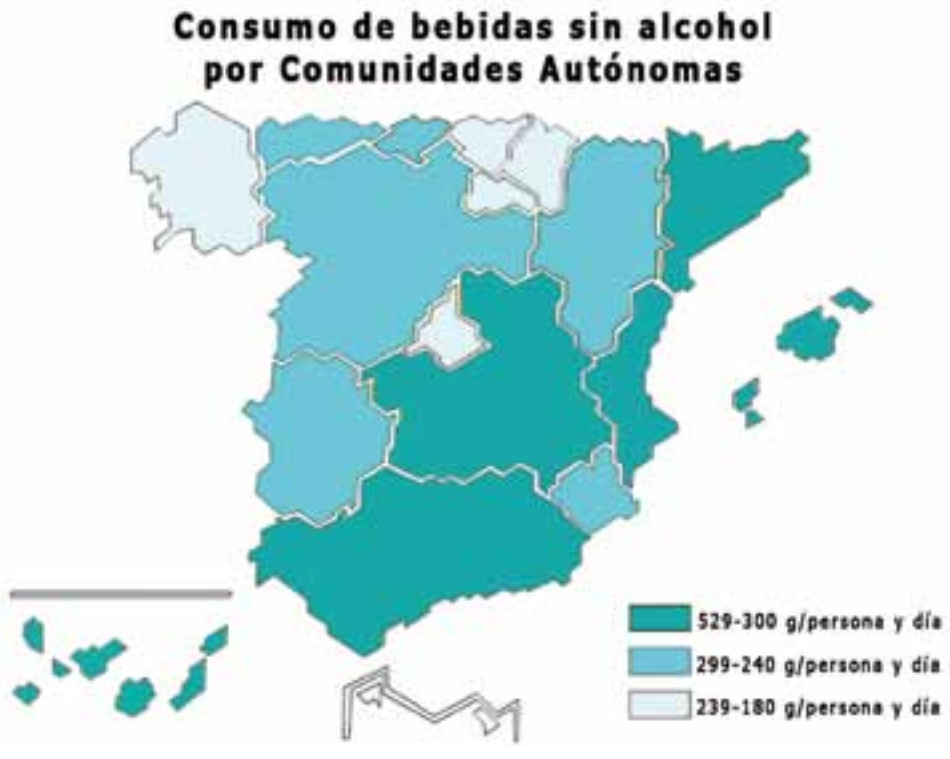 Consumo de bebidas sin alcohol
por Comunidades Autónomas
529-300 g/persona y día
299-240 g/persona y día
239-180 g/persona y día